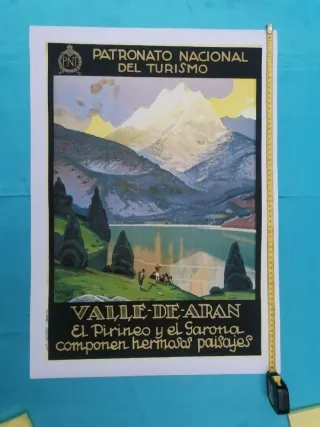 PNT
PATRONATO NACIONAL
DEL TURISMO
VALLE-DE-ARAN
El Pirineo y el Garona
componen hermosos paisajes